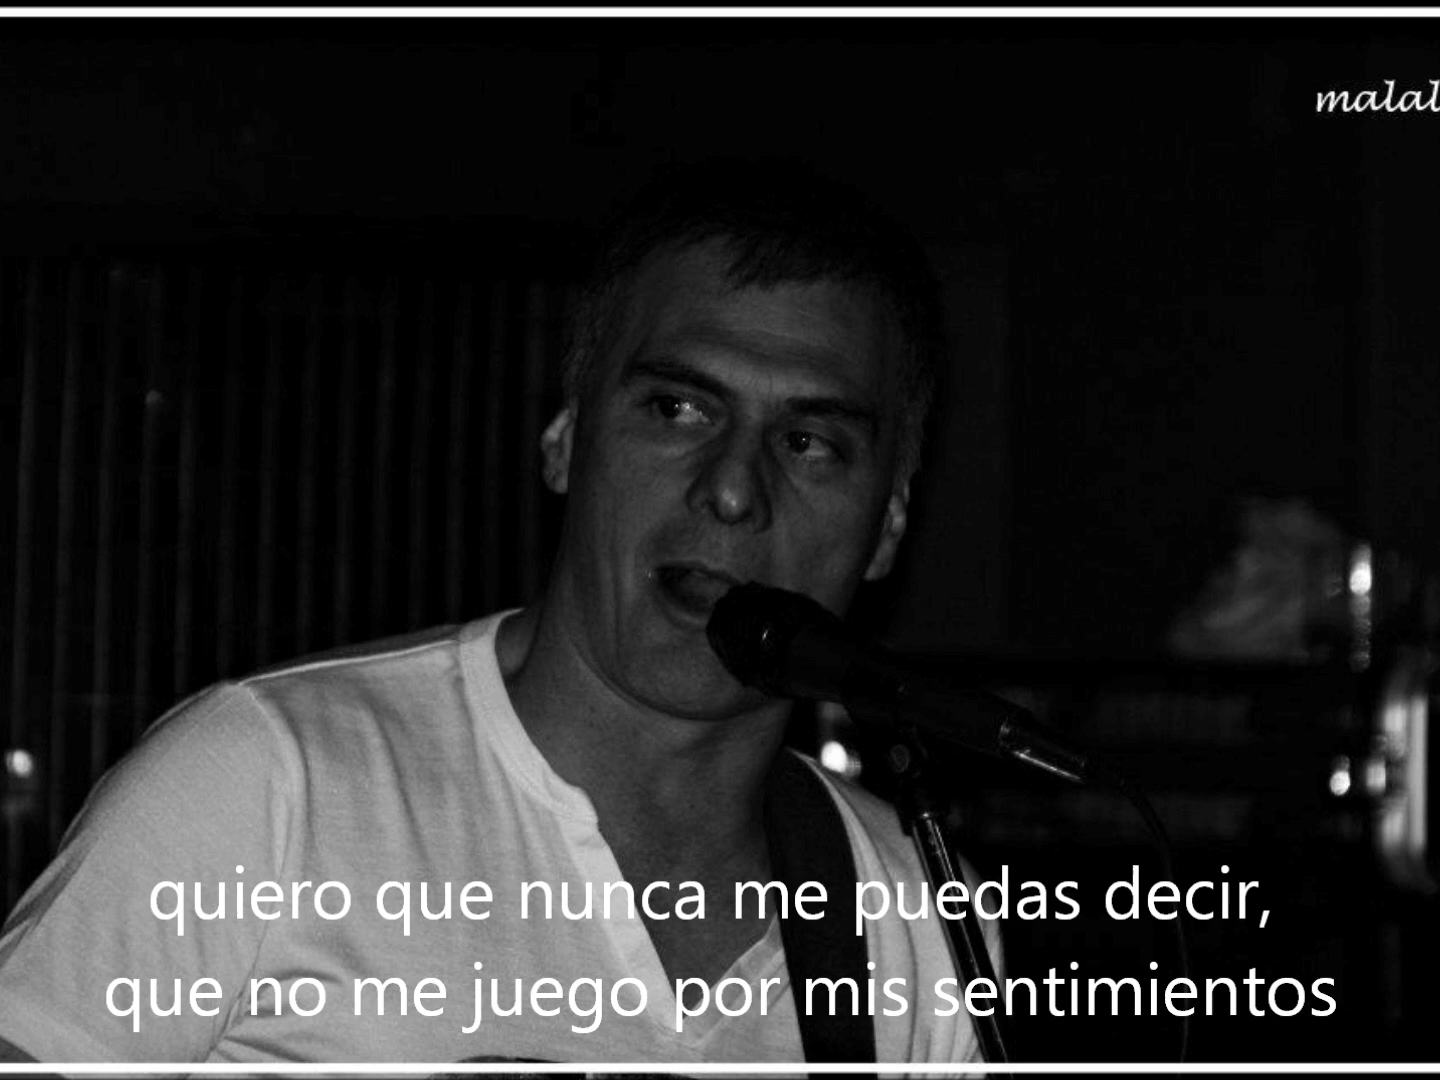 malal
quiero que nunca me puedas decir,
que no me juego por mis sentimientos